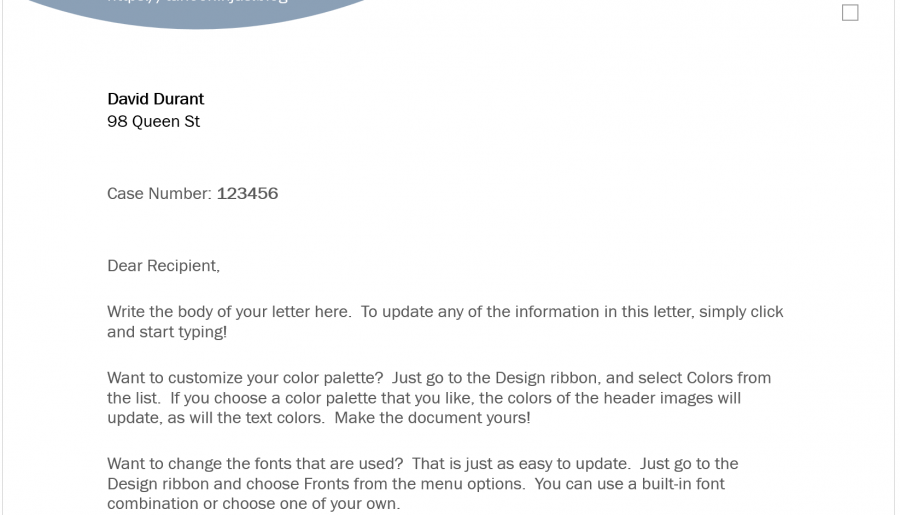 David Durant
98 Queen St
Case Number: 123456
Dear Recipient,
Write the body of your letter here.  To update any of the information in this letter, simply click
and start typing!
Want to customize your color palette?  Just go to the Design ribbon, and select Colors from
the list.  If you choose a color palette that you like, the colors of the header images will
update, as will the text colors.  Make the document yours!
Want to change the fonts that are used?  That is just as easy to update.  Just go to the
Design ribbon and choose Fronts from the menu options.  You can use a built-in font
combination or choose one of your own.